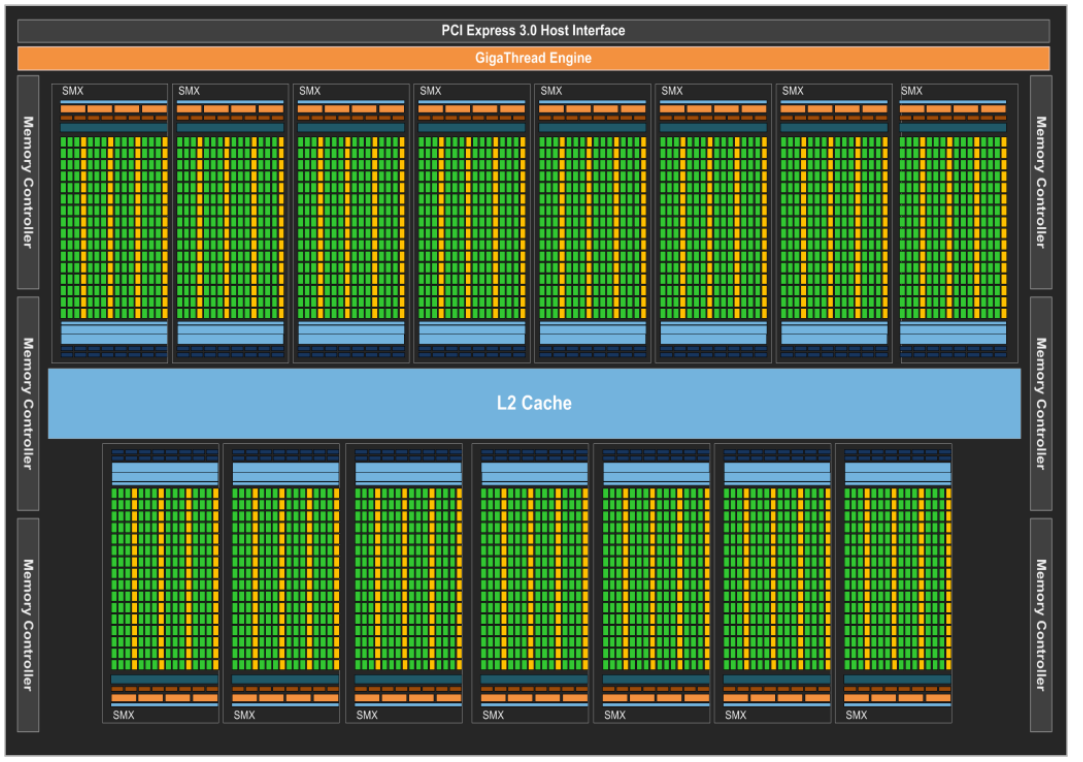 PCI Express 3.0 Host Interface
GigaThread Engine
SMX
SMX
SMX
SMX
SMX
SMX
SMX
SMX
Memory Controller
Memory Controller
Memory Controller
Memory Controller
L2 Cache
Memory Controller
Memory Controller
SMX
SMX
SMX
SMX
SMX
SMX
SMX